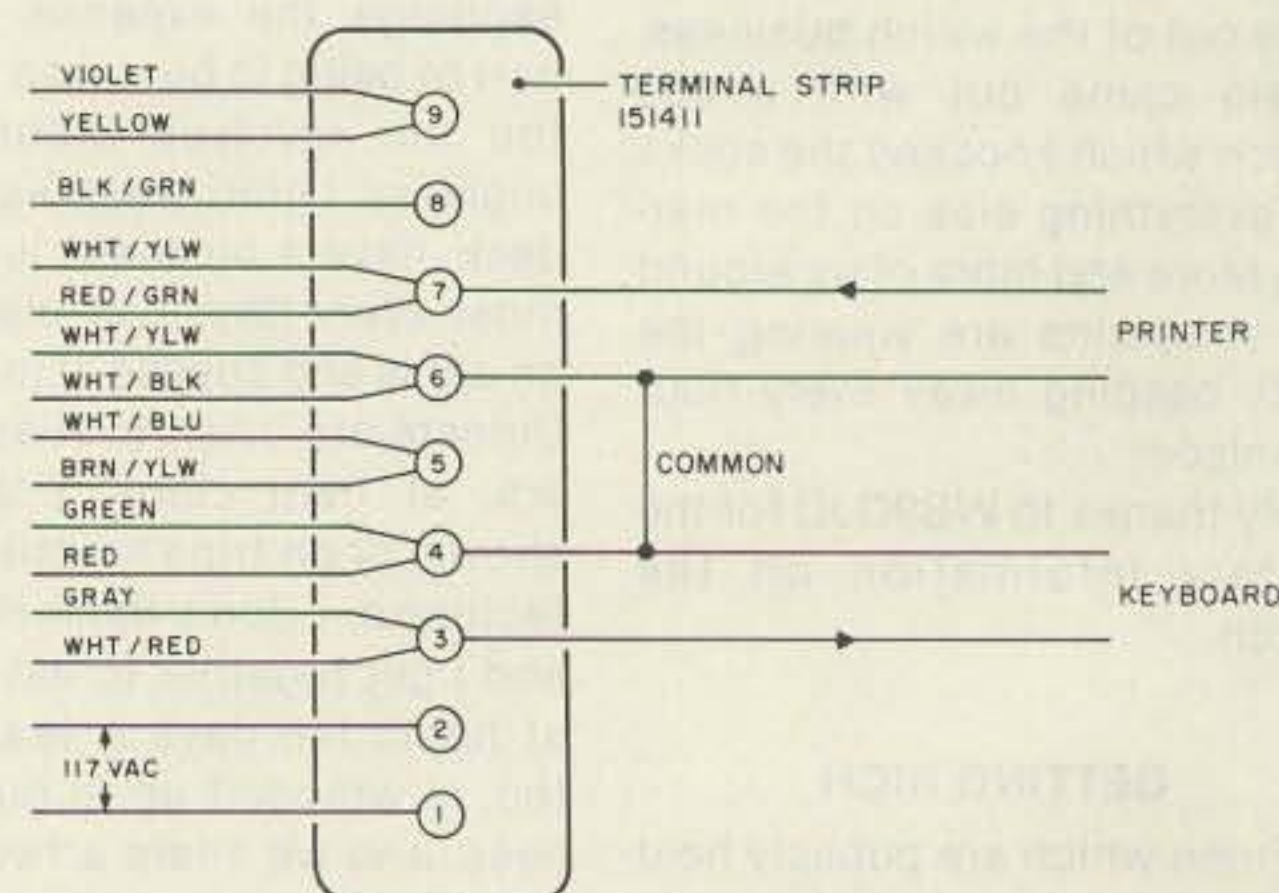 VIOLET
YELLOW
BLK/GRN
WHT/YLW
RED/GRN
WHT/YLW
WHT/BLK
WHT/BLU
BRN/YLW
GREEN
RED
GRAY
WHT/RED
117 VAC
9
8
7
6
5
4
3
2
1
TERMINAL STRIP
151411
PRINTER
COMMON
KEYBOARD